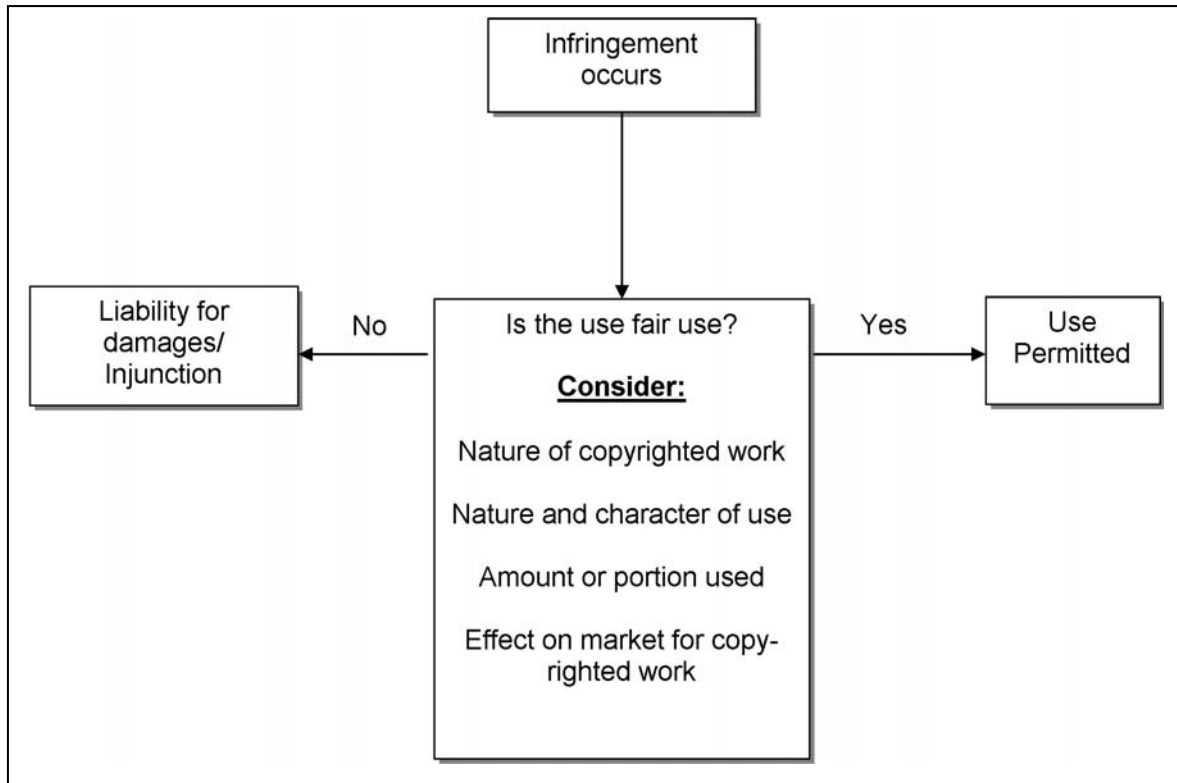 Infringement
occurs
Liability for
damages/
Injunction
No
Is the use fair use?
Consider:
Nature of copyrighted work
Nature and character of use
Amount or portion used
Effect on market for copy-
righted work
Yes
Use
Permitted